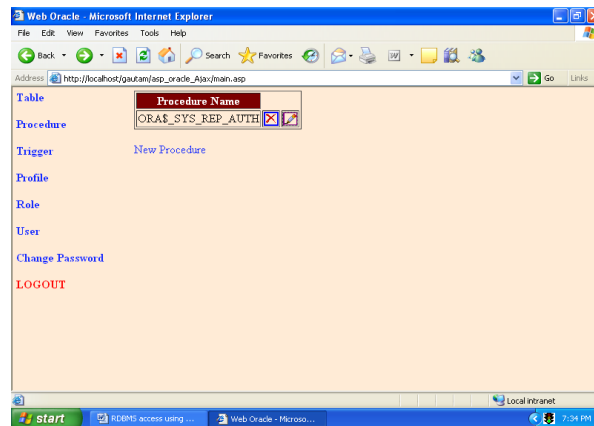 Web Oracle - Microsoft Internet Explorer
File Edit View Favorites Tools Help
Back Search Favorites
Address http://localhost/gautam/asp_oracle_Ajax/main.asp Go Links
Table
Procedure Name
ORA$_SYS_REP_AUTH
Procedure
Trigger
New Procedure
Profile
Role
User
Change Password
LOGOUT
Local intranet
start RDBMS access using ... Web Oracle - Microso... 7:34 PM